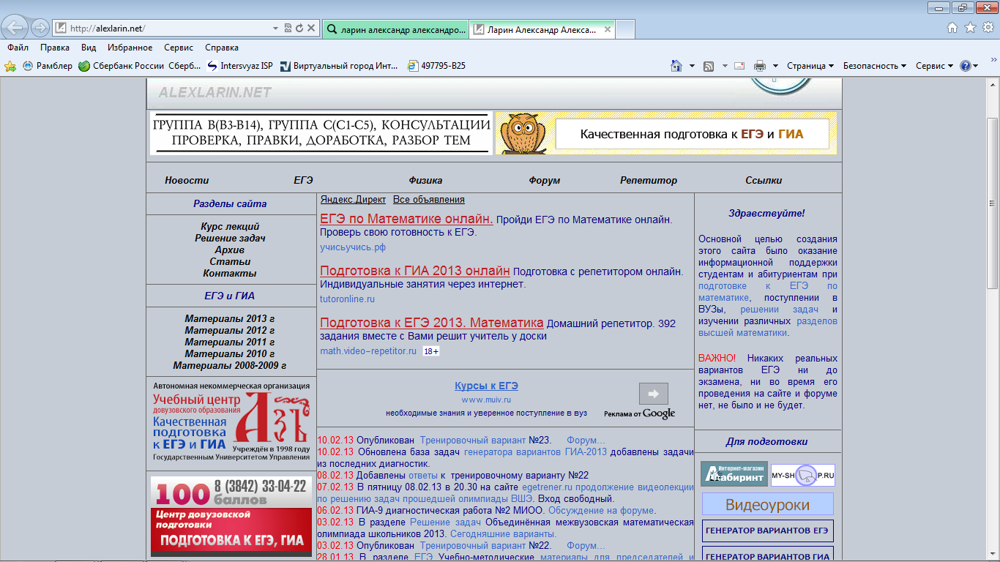 http://alexlarin.net/
ларин александр александро...
Ларин Александр Алекса...
Файл Правка Вид Избранное Сервис Справка
Рамблер Сбербанк России Сберб... Intersvyaz ISP Виртуальный город Инт... 497795-B25
Страница Безопасность Сервис
ALEXLARIN.NET
ГРУППА В(В3-В14), ГРУППА С(С1-С5), КОНСУЛЬТАЦИИ
ПРОВЕРКА, ПРАВКИ, ДОРАБОТКА, РАЗБОР ТЕМ
Качественная подготовка к ЕГЭ и ГИА
Новости ЕГЭ Физика Форум Репетитор Ссылки
Разделы сайта
Курс лекций
Решение задач
Архив
Статьи
Контакты
ЕГЭ и ГИА
Материалы 2013 г
Материалы 2012 г
Материалы 2011 г
Материалы 2010 г
Материалы 2008-2009 г
Автономная некоммерческая организация
Учебный центр
довузовского образования
Качественная
подготовка
к ЕГЭ и ГИА
Азъ
Учреждён в 1998 году
Государственным Университетом Управления
100 баллов
8 (3842) 33-04-22
Центр довузовской
подготовки
ПОДГОТОВКА К ЕГЭ, ГИА
Яндекс.Директ Все объявления
ЕГЭ по Математике онлайн. Пройди ЕГЭ по Математике онлайн.
Проверь свою готовность к ЕГЭ.
учисьучись.рф
Подготовка к ГИА 2013 онлайн Подготовка с репетитором онлайн.
Индивидуальные занятия через интернет.
tutoronline.ru
Подготовка к ЕГЭ 2013. Математика Домашний репетитор. 392
задания вместе с Вами решит учитель у доски
math.video-repetitor.ru 18+
Курсы к ЕГЭ
www.muiv.ru
необходимые знания и уверенное поступление в вуз
Реклама от Google
10.02.13 Опубликован Тренировочный вариант №23. Форум...
10.02.13 Обновлена база задач генератора вариантов ГИА-2013 добавлены задачи
из последних диагностик.
08.02.13 Добавлены ответы к тренировочному варианту №22
07.02.13 В пятницу 08.02.13 в 20.30 на сайте egetrener.ru продолжение видеолекции
по решению задач прошедшей олимпиады ВШЭ. Вход свободный.
06.02.13 ГИА-9 диагностическая работа №2 МИОО. Обсуждение на форуме.
03.02.13 В разделе Решение задач Объединённая межвузовская математическая
олимпиада школьников 2013. Сегодняшние варианты.
03.02.13 Опубликован Тренировочный вариант №22. Форум...
28.01.13 В разделе ЕГЭ Учебно-методические материалы для председателей и
Здравствуйте!
Основной целью создания
этого сайта было оказание
информационной поддержки
студентам и абитуриентам при
подготовке к ЕГЭ по
математике, поступлении в
ВУЗы, решении задач и
изучении различных разделов
высшей математики.
ВАЖНО! Никаких реальных
вариантов ЕГЭ ни до
экзамена, ни во время его
проведения на сайте и форуме
нет, не было и не будет.
Для подготовки
Интернет-магазин
Лабиринт
MY-SHOP.RU
Видеоуроки
ГЕНЕРАТОР ВАРИАНТОВ ЕГЭ
ГЕНЕРАТОР ВАРИАНТОВ ГИА